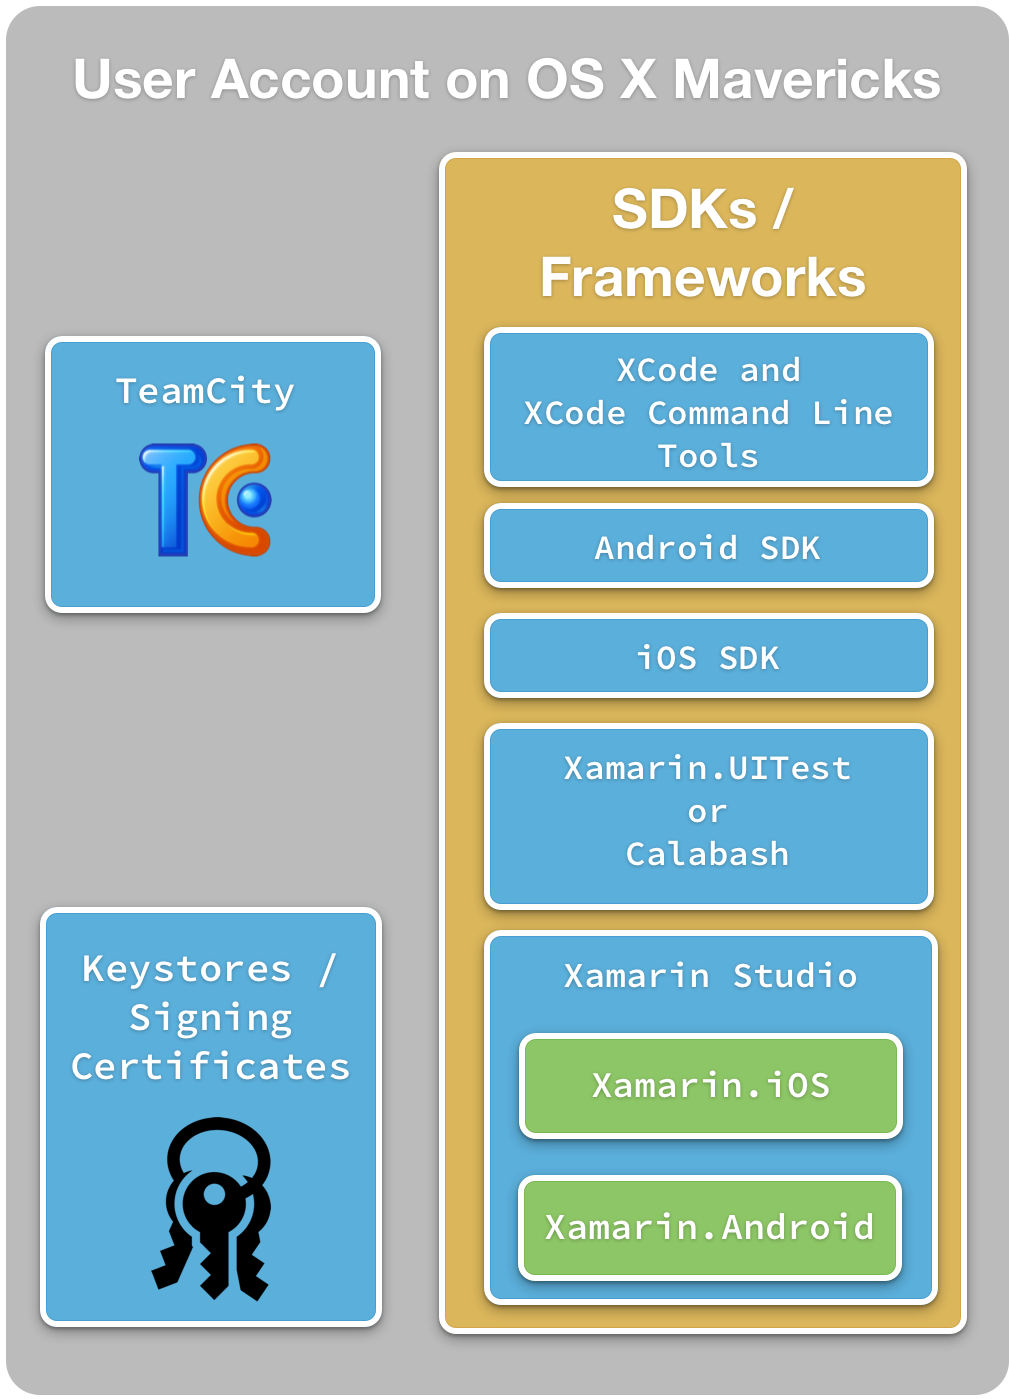 User Account on OS X Mavericks
SDKs /
Frameworks
XCode and
XCode Command Line
Tools
Android SDK
iOS SDK
Xamarin.UITest
or
Calabash
Xamarin Studio
Xamarin.iOS
Xamarin.Android
TeamCity
TC
Keystores /
Signing
Certificates